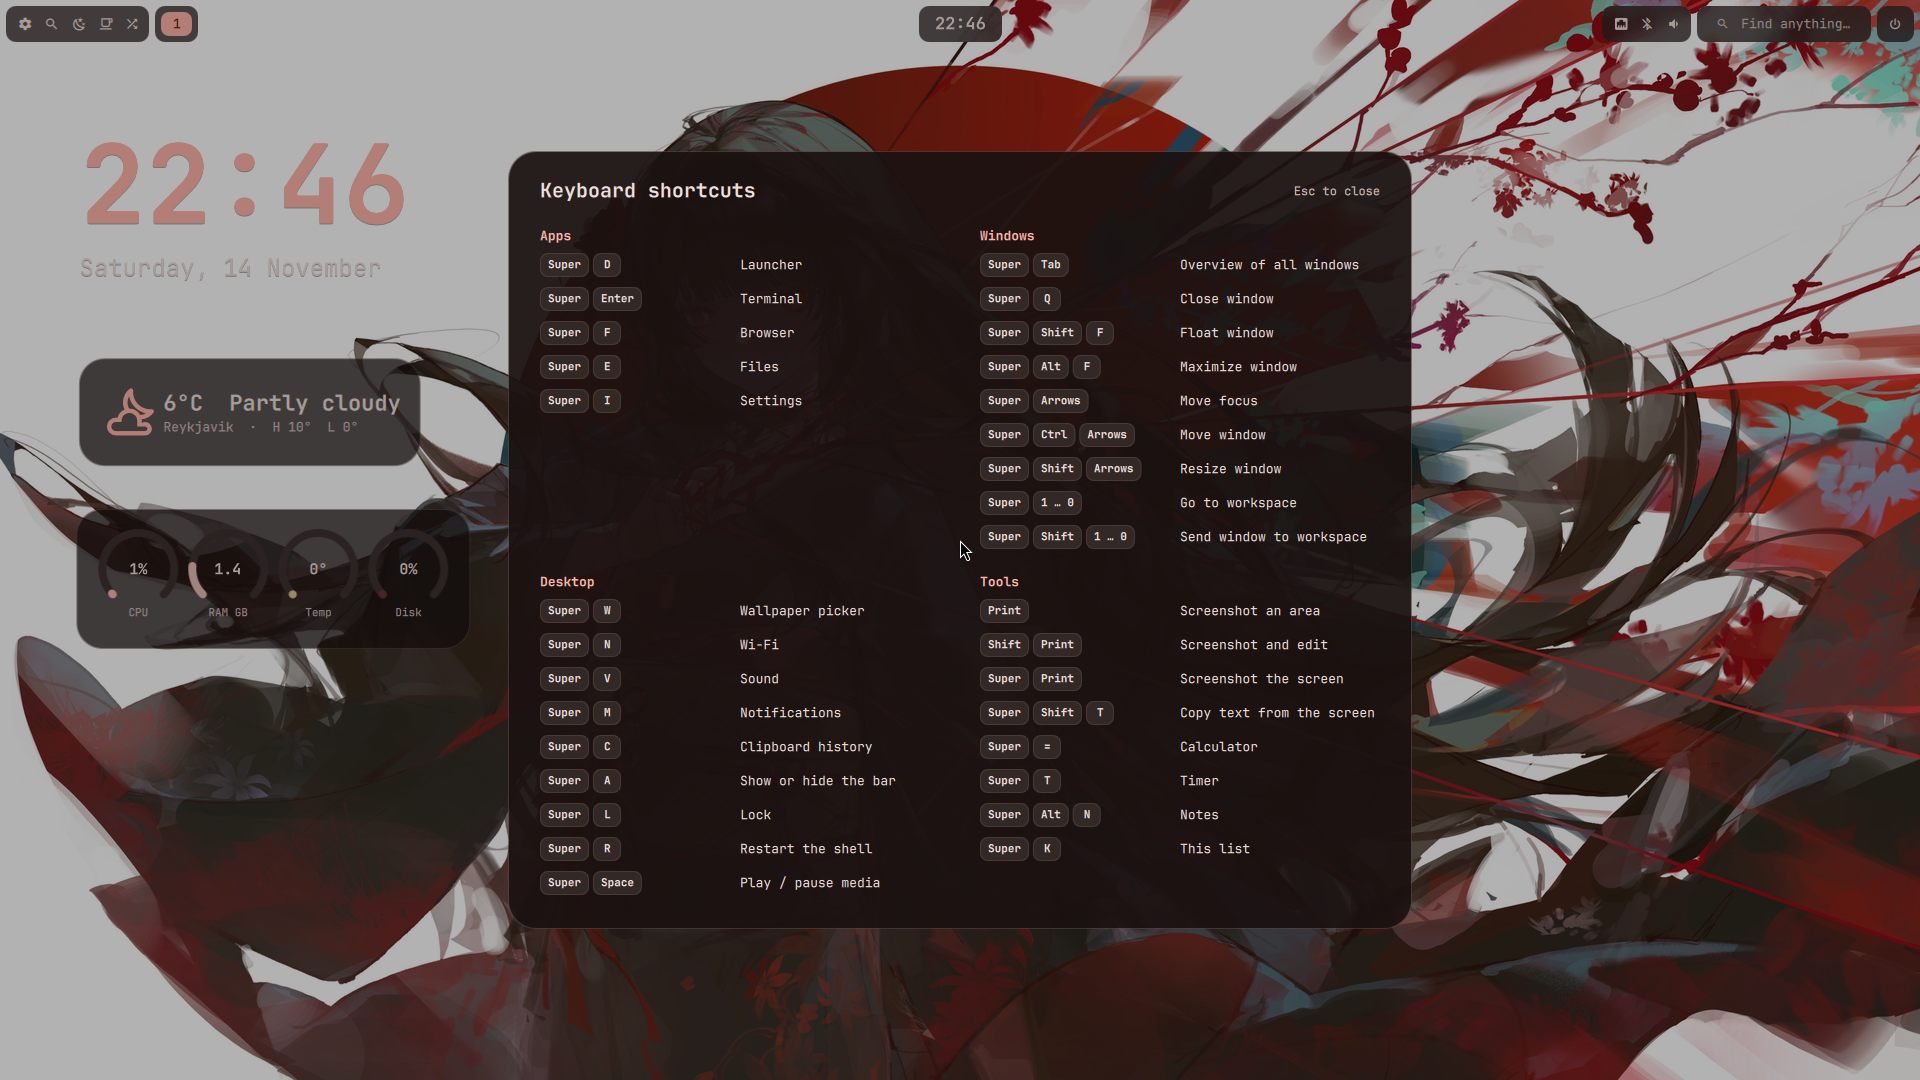 1
22:46
Find anything…
22:46
Saturday, 14 November
6°C Partly cloudy
Reykjavik · H 10° L 0°
1% 1.4 0° 0%
CPU RAM GB Temp Disk
Keyboard shortcuts
Esc to close
Apps
Super D Launcher
Super Enter Terminal
Super F Browser
Super E Files
Super I Settings
Windows
Super Tab Overview of all windows
Super Q Close window
Super Shift F Float window
Super Alt F Maximize window
Super Arrows Move focus
Super Ctrl Arrows Move window
Super Shift Arrows Resize window
Super 1 … 0 Go to workspace
Super Shift 1 … 0 Send window to workspace
Desktop
Super W Wallpaper picker
Super N Wi-Fi
Super V Sound
Super M Notifications
Super C Clipboard history
Super A Show or hide the bar
Super L Lock
Super R Restart the shell
Super Space Play / pause media
Tools
Print Screenshot an area
Shift Print Screenshot and edit
Super Print Screenshot the screen
Super Shift T Copy text from the screen
Super = Calculator
Super T Timer
Super Alt N Notes
Super K This list